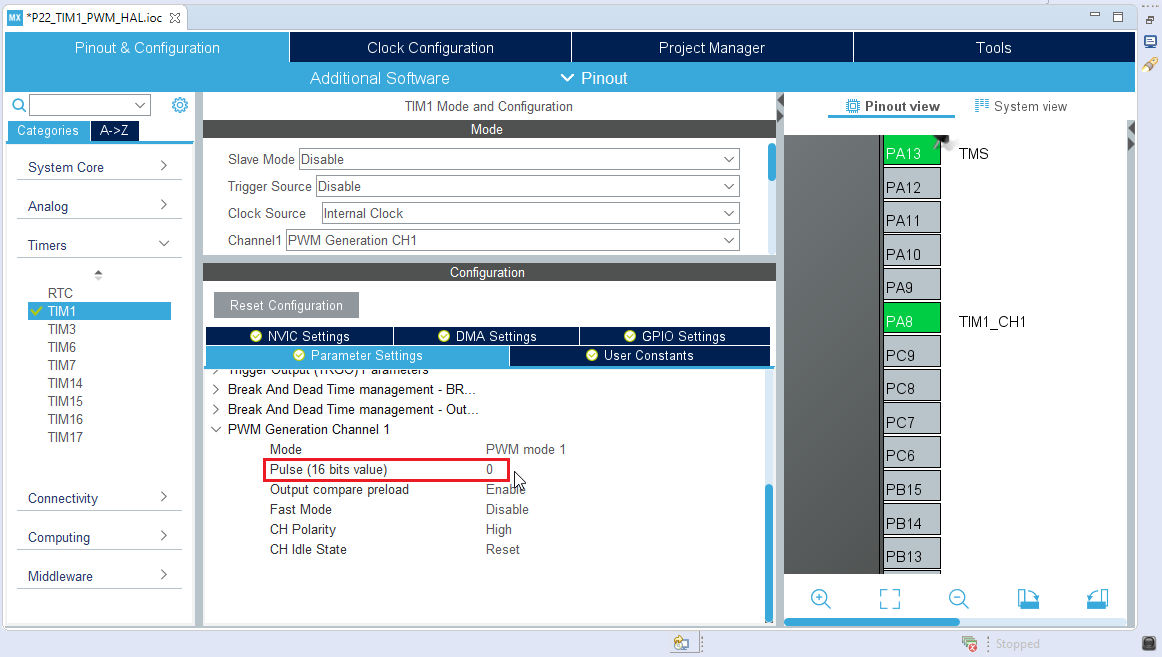 MX *P22_TIM1_PWM_HAL.ioc
Pinout & Configuration
Clock Configuration
Project Manager
Tools
Additional Software
Pinout
Categories
A->Z
System Core
Analog
Timers
RTC
TIM1
TIM3
TIM6
TIM7
TIM14
TIM15
TIM16
TIM17
Connectivity
Computing
Middleware
TIM1 Mode and Configuration
Mode
Slave Mode Disable
Trigger Source Disable
Clock Source Internal Clock
Channel1 PWM Generation CH1
Configuration
Reset Configuration
NVIC Settings
DMA Settings
GPIO Settings
Parameter Settings
User Constants
Trigger Output (TRGO) Parameters
Break And Dead Time management - BR...
Break And Dead Time management - Out...
PWM Generation Channel 1
Mode PWM mode 1
Pulse (16 bits value) 0
Output compare preload Enable
Fast Mode Disable
CH Polarity High
CH Idle State Reset
Pinout view
System view
PA13 TMS
PA12
PA11
PA10
PA9
PA8 TIM1_CH1
PC9
PC8
PC7
PC6
PB15
PB14
PB13
Stopped